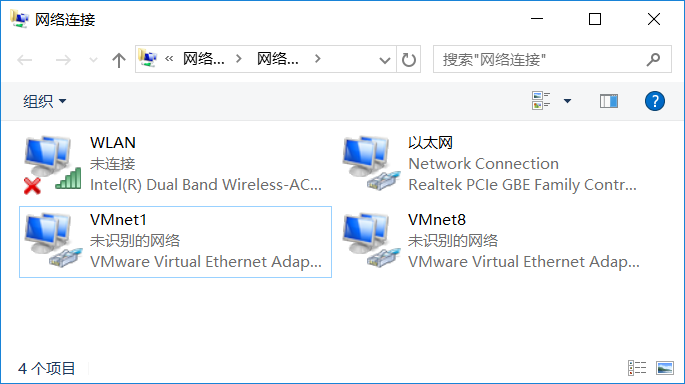 网络连接
« 网络... > 网络... >
搜索"网络连接"
组织
?
WLAN
未连接
Intel(R) Dual Band Wireless-AC...
以太网
Network Connection
Realtek PCIe GBE Family Contr...
VMnet1
未识别的网络
VMware Virtual Ethernet Adap...
VMnet8
未识别的网络
VMware Virtual Ethernet Adap...
4 个项目